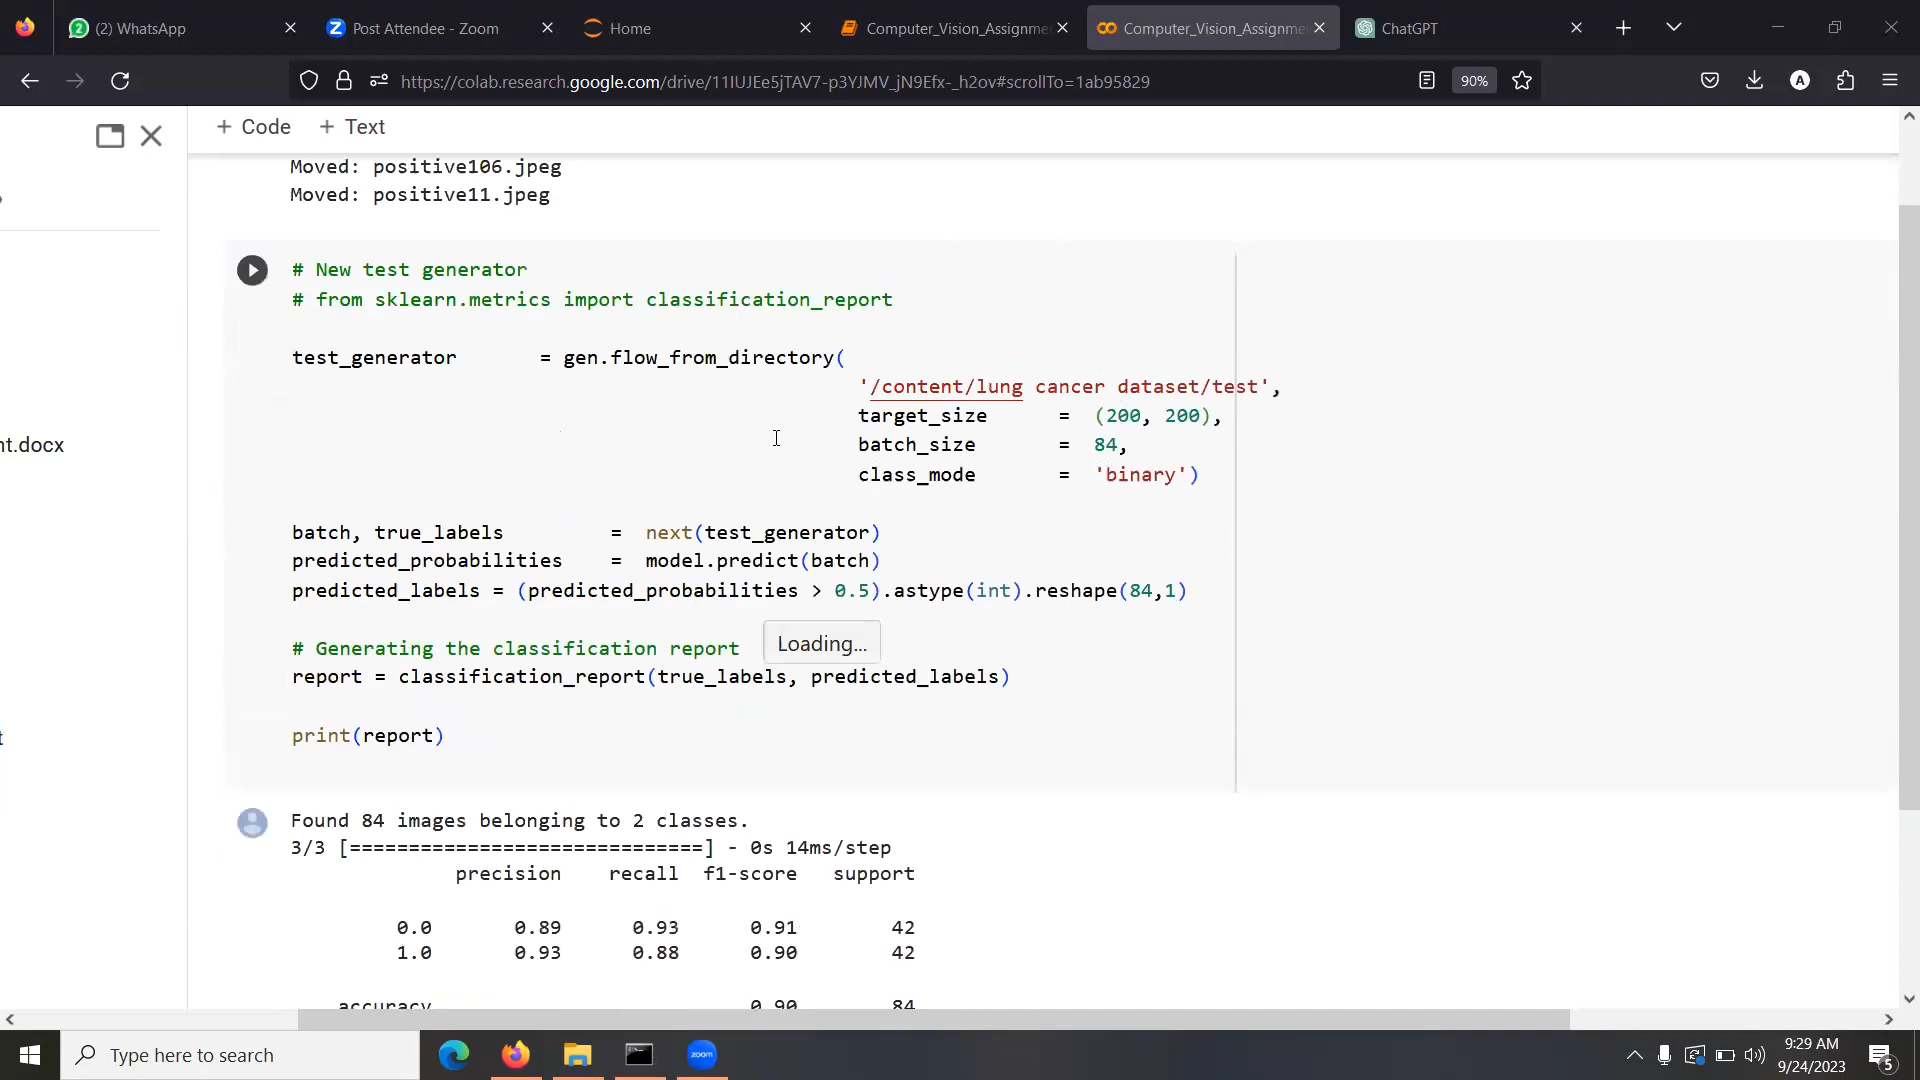 (2) WhatsApp
Post Attendee - Zoom
Home
Computer_Vision_Assignme
Computer_Vision_Assignme
ChatGPT
https://colab.research.google.com/drive/11IUJEe5jTAV7-p3YJMV_jN9Efx-_h2ov#scrollTo=1ab95829
90%
A
+ Code + Text
Moved: positive106.jpeg
Moved: positive11.jpeg
# New test generator
# from sklearn.metrics import classification_report
test_generator = gen.flow_from_directory(
'/content/lung cancer dataset/test',
target_size = (200, 200),
batch_size = 84,
class_mode = 'binary')
nt.docx
batch, true_labels = next(test_generator)
predicted_probabilities = model.predict(batch)
predicted_labels = (predicted_probabilities > 0.5).astype(int).reshape(84,1)
# Generating the classification report
Loading...
report = classification_report(true_labels, predicted_labels)
print(report)
t
Found 84 images belonging to 2 classes.
3/3 [==============================] - 0s 14ms/step
precision recall f1-score support
0.0 0.89 0.93 0.91 42
1.0 0.93 0.88 0.90 42
accuracy 0.90 84
Type here to search
zoom
9:29 AM
9/24/2023
5